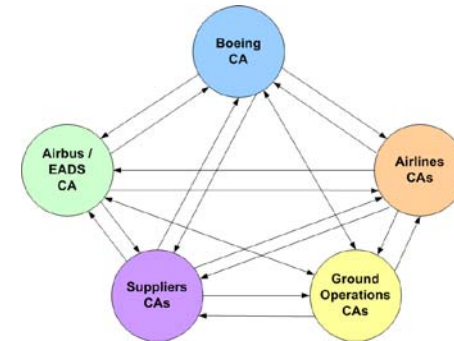 Boeing
CA
Airbus /
EADS
CA
Airlines
CAs
Suppliers
CAs
Ground
Operations
CAs